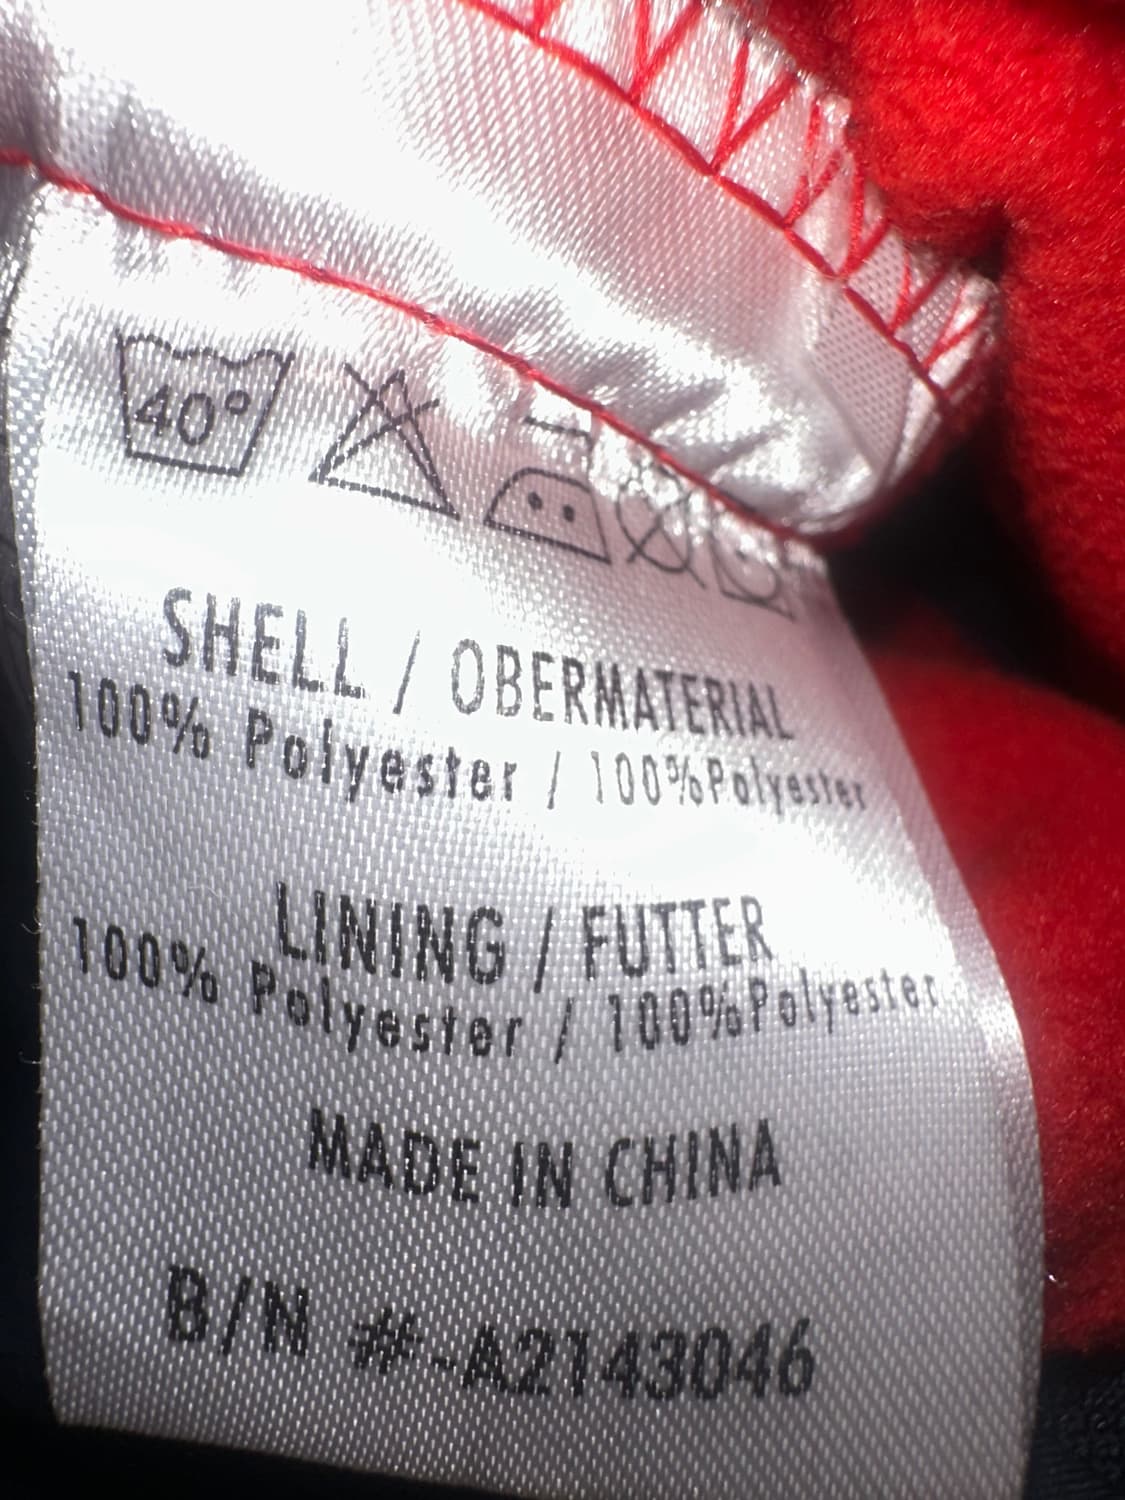 40°
SHELL / OBERMATERIAL
100% Polyester / 100%Polyester
LINING / FUTTER
100% Polyester / 100%Polyester
MADE IN CHINA
B/N #-A2143046